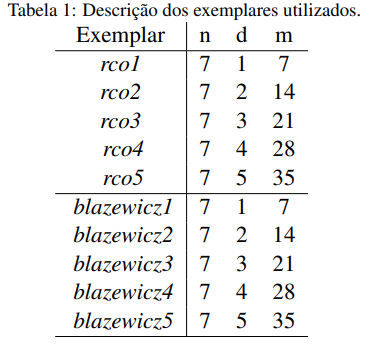 Tabela 1: Descrição dos exemplares utilizados.
Exemplar n d m
rco1 7 1 7
rco2 7 2 14
rco3 7 3 21
rco4 7 4 28
rco5 7 5 35
blazewicz1 7 1 7
blazewicz2 7 2 14
blazewicz3 7 3 21
blazewicz4 7 4 28
blazewicz5 7 5 35